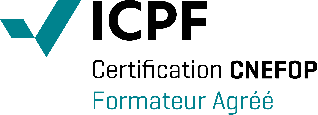 ICPF
Certification CNEFOP
Formateur Agréé